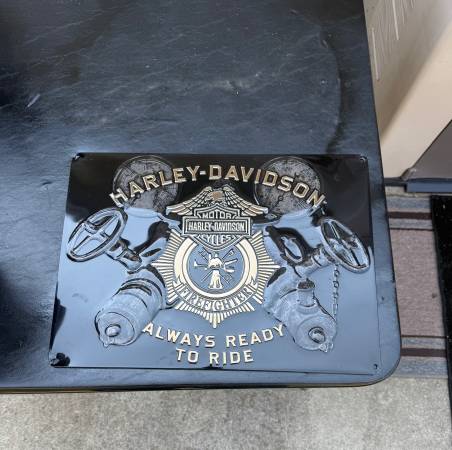 HARLEY-DAVIDSON
MOTOR
HARLEY-DAVIDSON
CYCLES
FIREFIGHTER
ALWAYS READY
TO RIDE